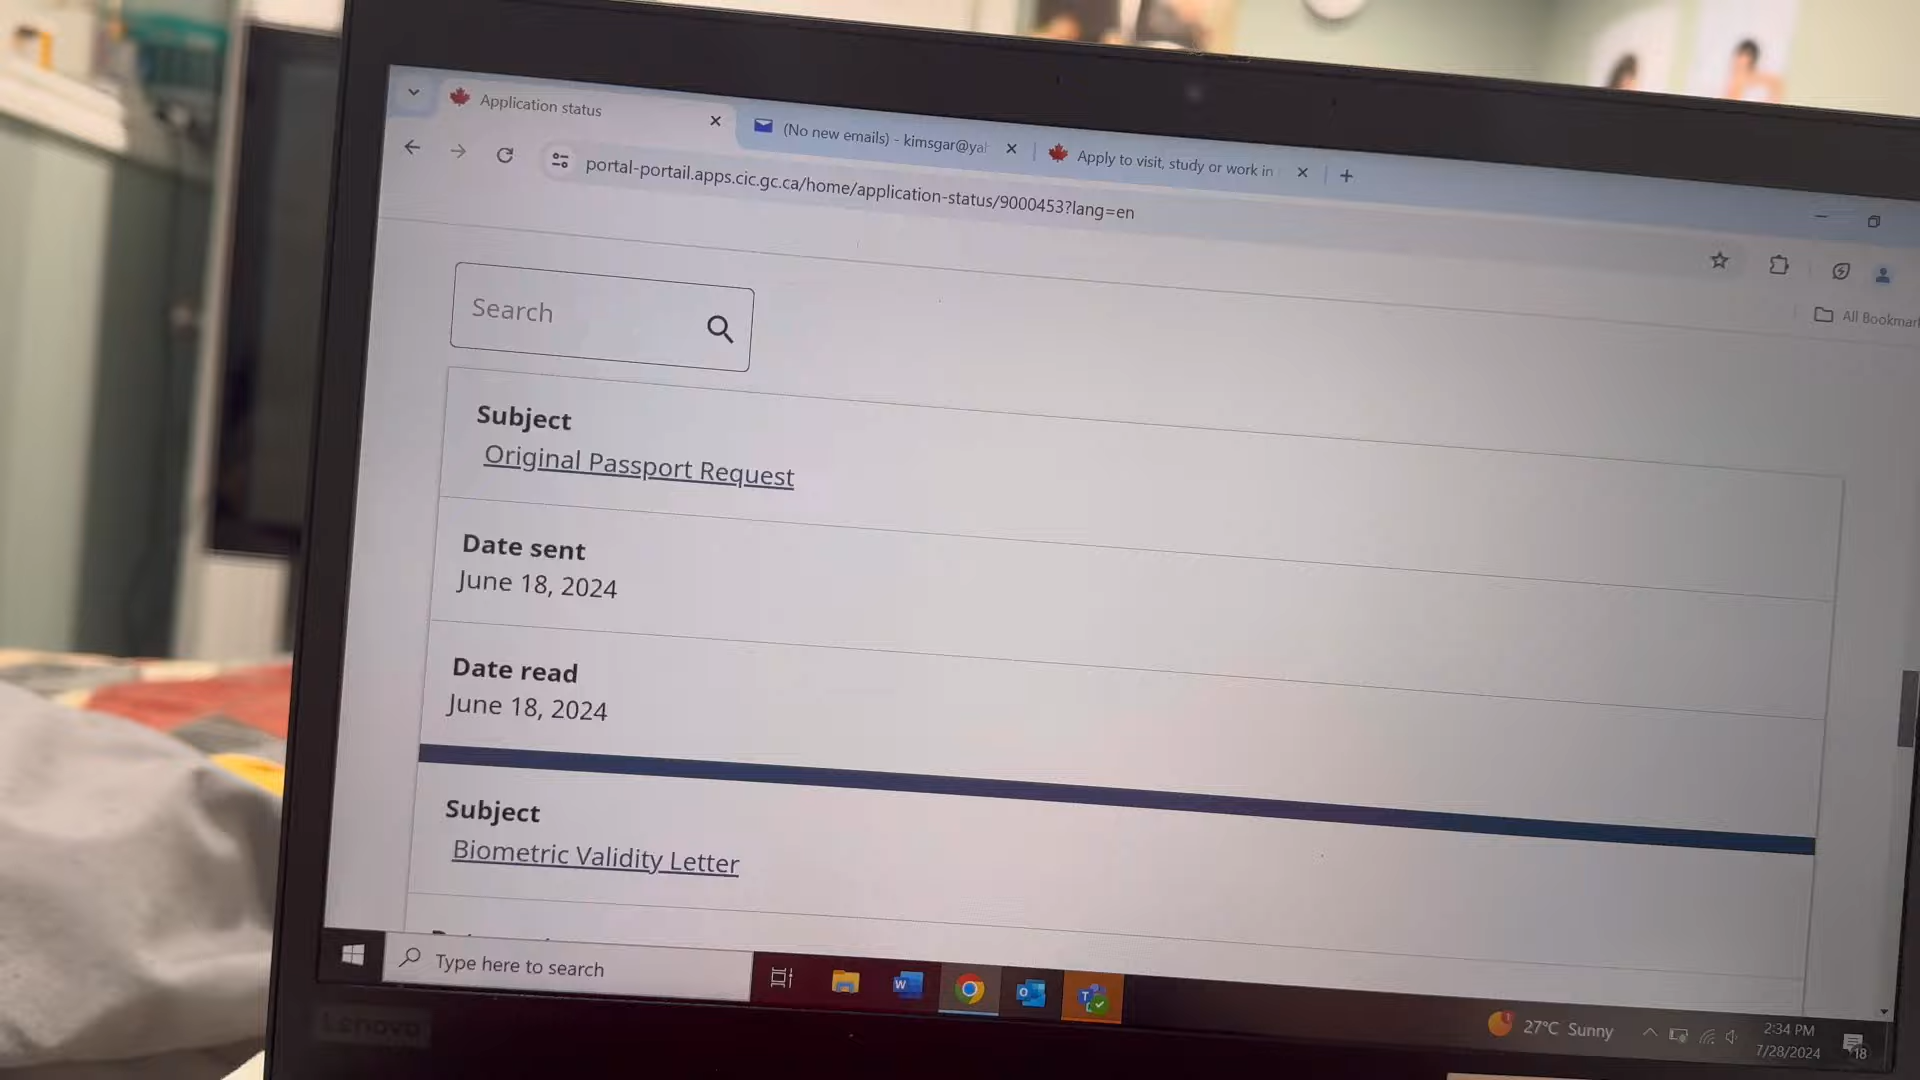 Application status
(No new emails) - kimsgar@ya
Apply to visit, study or work in
portal-portail.apps.cic.gc.ca/home/application-status/9000453?lang=en
All Bookmar
Search
Subject
Original Passport Request
Date sent
June 18, 2024
Date read
June 18, 2024
Subject
Biometric Validity Letter
Type here to search
27°C Sunny
2:34 PM
7/28/2024
18
Lenovo